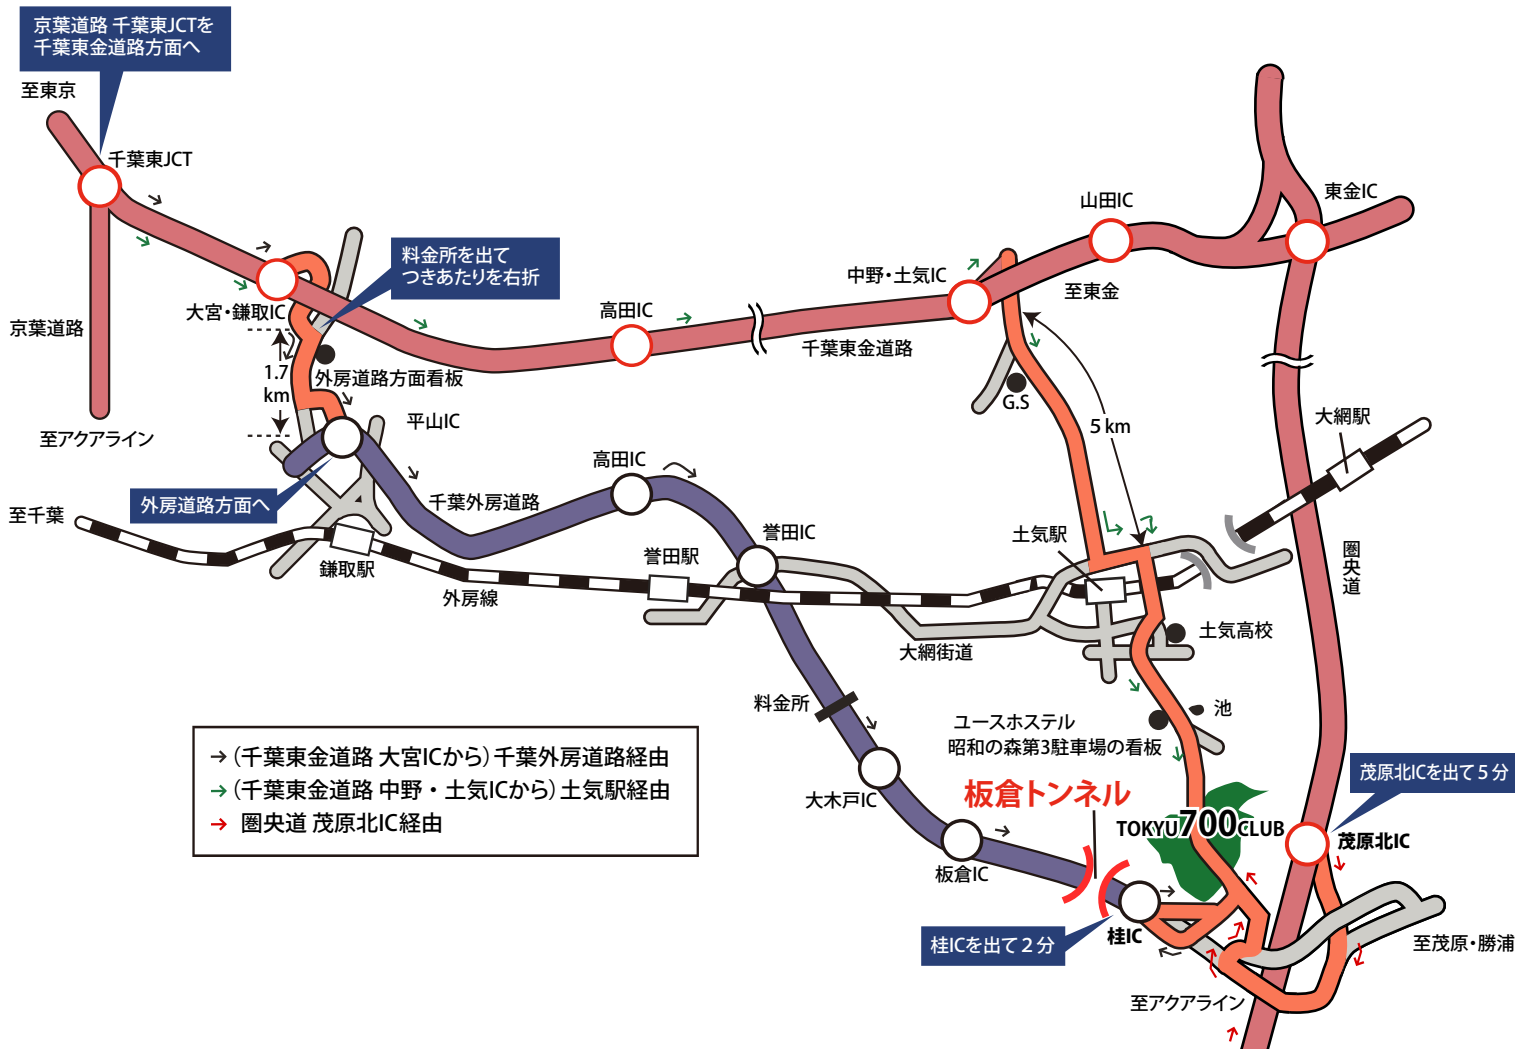 京葉道路 千葉東JCTを
千葉東金道路方面へ
至東京
千葉東JCT
東金IC
山田IC
料金所を出て
つきあたりを右折
中野・土気IC
至東金
大宮・鎌取IC
高田IC
京葉道路
千葉東金道路
1.7
km
外房道路方面看板
G.S
平山IC
5 km
大網駅
至アクアライン
高田IC
外房道路方面へ
千葉外房道路
至千葉
誉田IC
土気駅
誉田駅
鎌取駅
圏央道
外房線
土気高校
大網街道
料金所
池
ユースホステル
昭和の森第3駐車場の看板
→(千葉東金道路 大宮ICから)千葉外房道路経由
→(千葉東金道路 中野・土気ICから)土気駅経由
→ 圏央道 茂原北IC経由
茂原北ICを出て5分
大木戸IC
板倉トンネル
TOKYU700CLUB
茂原北IC
板倉IC
桂IC
桂ICを出て2分
至茂原・勝浦
至アクアライン